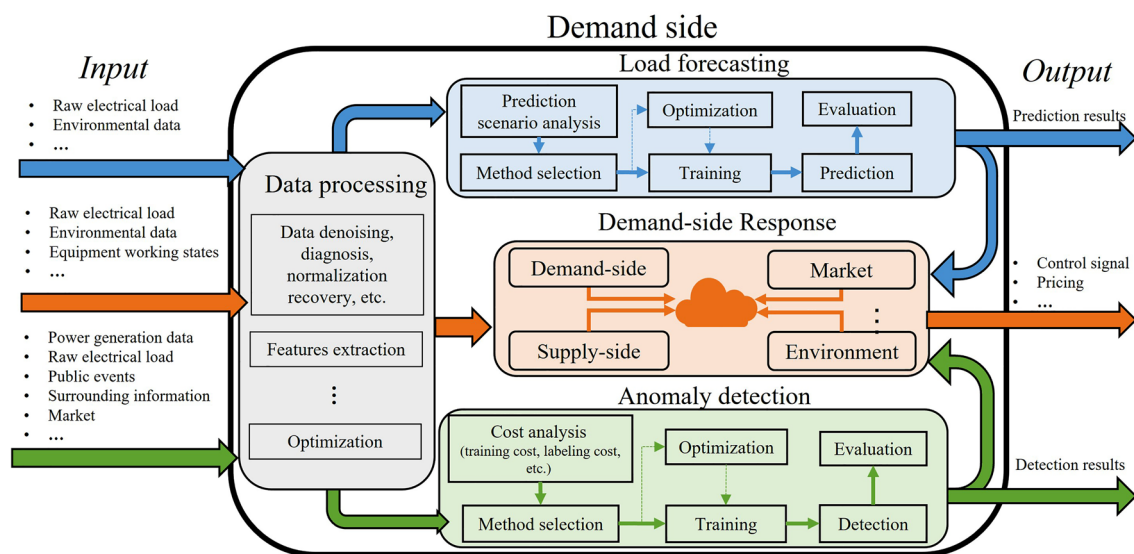 Demand side
Input
• Raw electrical load
• Environmental data
• ...
• Raw electrical load
• Environmental data
• Equipment working states
• ...
• Power generation data
• Raw electrical load
• Public events
• Surrounding information
• Market
• ...
Data processing
Data denoising,
diagnosis,
normalization
recovery, etc.
Features extraction
⋮
Optimization
Load forecasting
Prediction
scenario analysis
Optimization
Evaluation
Method selection
Training
Prediction
Demand-side Response
Demand-side
Market
Supply-side
⋮
Environment
Anomaly detection
Cost analysis
(training cost, labeling cost,
etc.)
Optimization
Evaluation
Method selection
Training
Detection
Output
Prediction results
• Control signal
• Pricing
• ...
Detection results